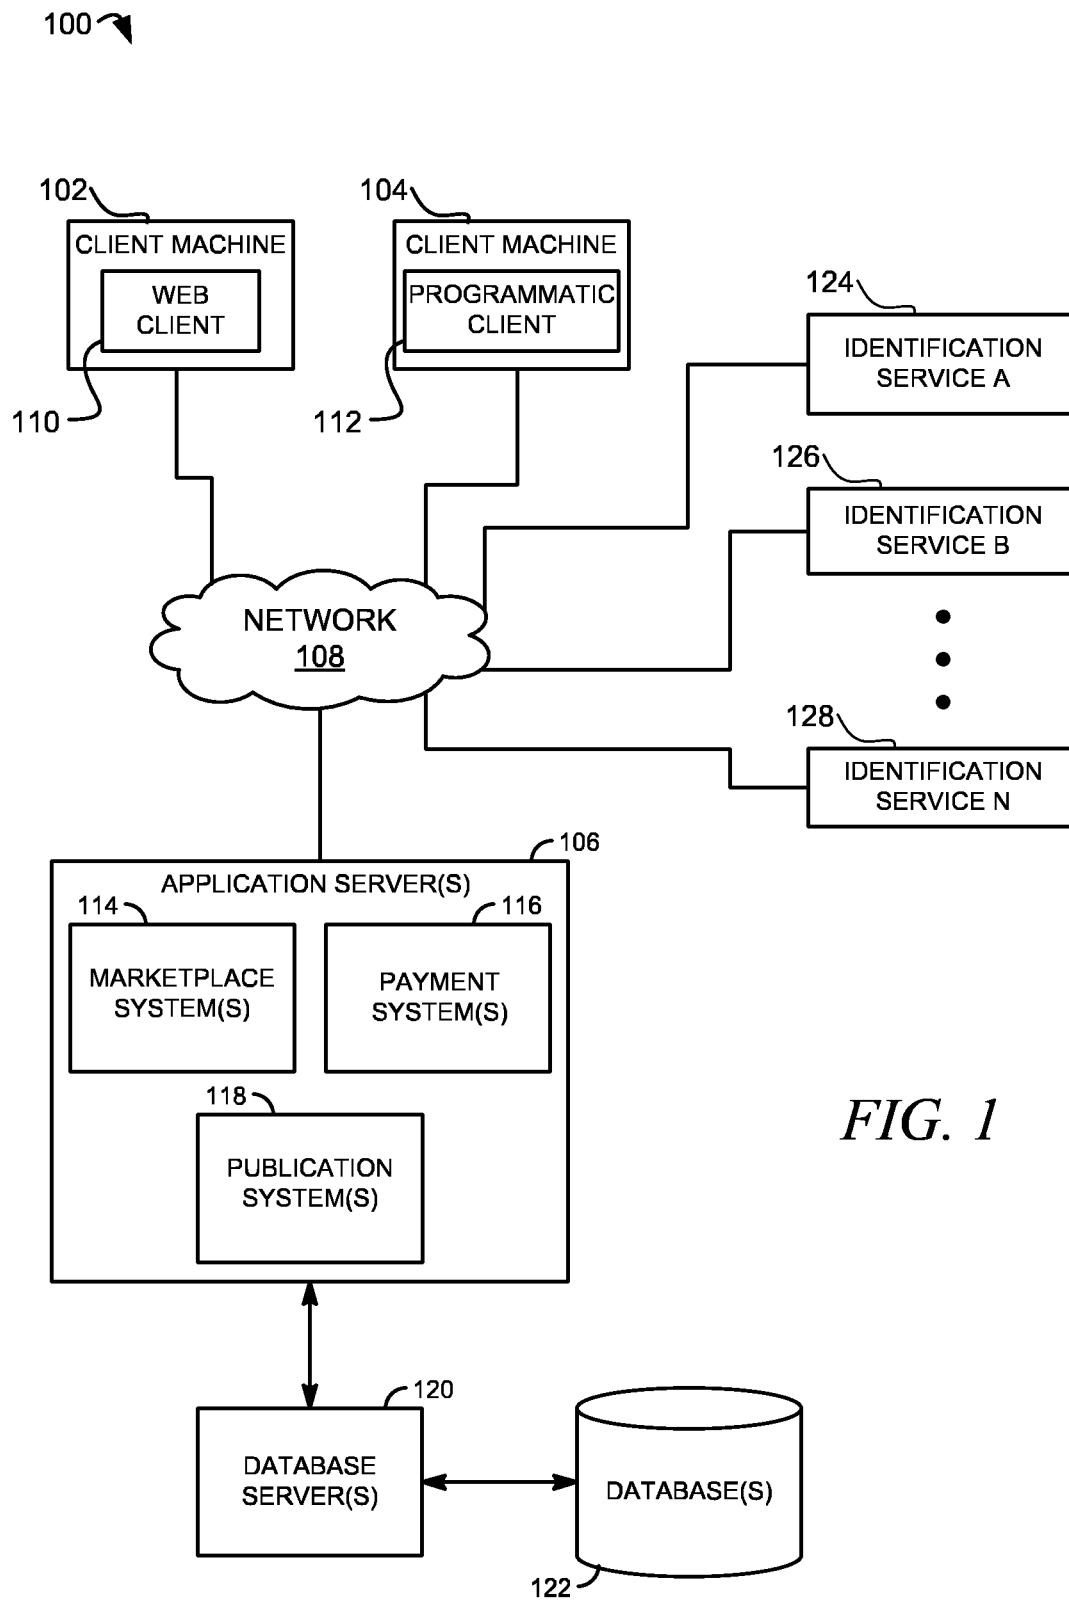 100
102
104
CLIENT MACHINE
WEB
CLIENT
110
CLIENT MACHINE
PROGRAMMATIC
CLIENT
112
124
IDENTIFICATION
SERVICE A
126
IDENTIFICATION
SERVICE B
128
IDENTIFICATION
SERVICE N
NETWORK
108
106
APPLICATION SERVER(S)
114
MARKETPLACE
SYSTEM(S)
116
PAYMENT
SYSTEM(S)
118
PUBLICATION
SYSTEM(S)
FIG. 1
120
DATABASE
SERVER(S)
DATABASE(S)
122